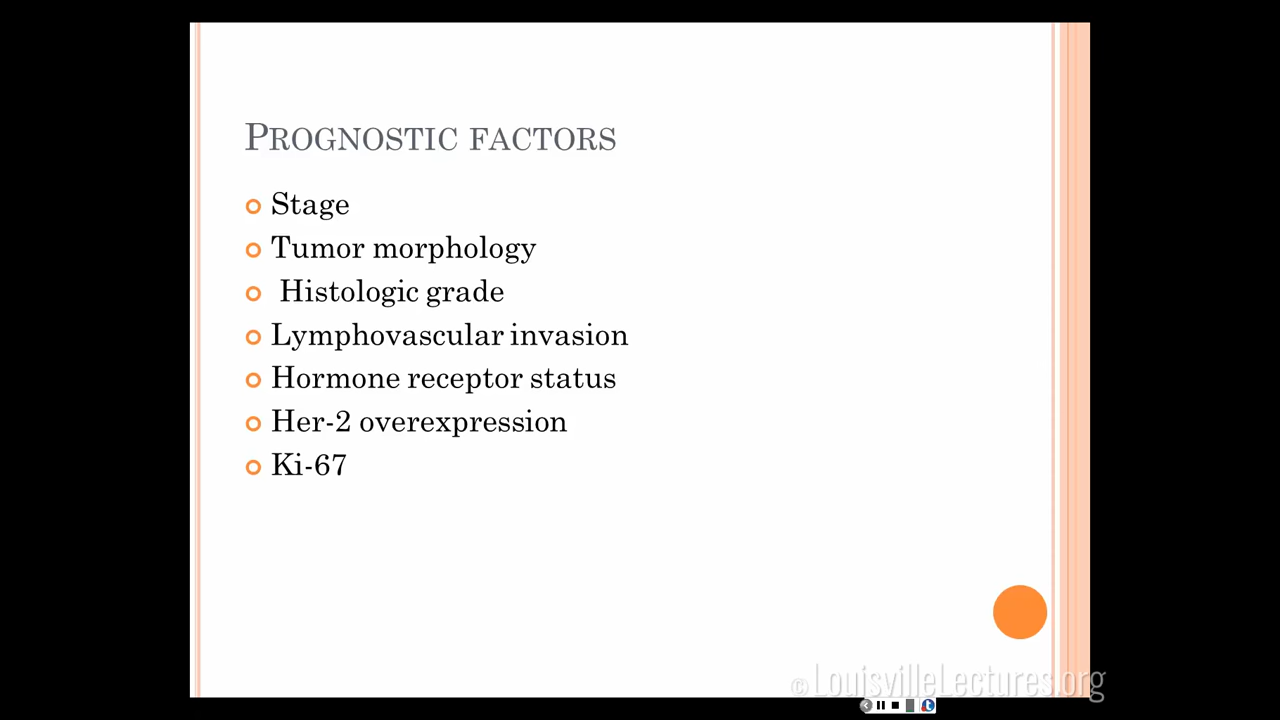 PROGNOSTIC FACTORS
Stage
Tumor morphology
Histologic grade
Lymphovascular invasion
Hormone receptor status
Her-2 overexpression
Ki-67
© LouisvilleLectures.org